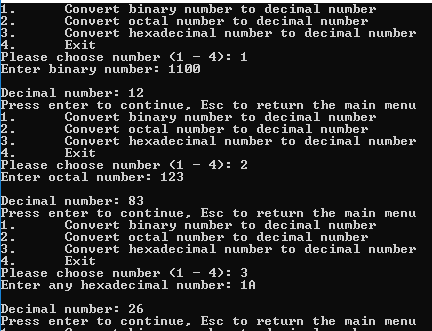 1.      Convert binary number to decimal number
2.      Convert octal number to decimal number
3.      Convert hexadecimal number to decimal number
4.      Exit
Please choose number (1 - 4): 1
Enter binary number: 1100
Decimal number: 12
Press enter to continue, Esc to return the main menu
1.      Convert binary number to decimal number
2.      Convert octal number to decimal number
3.      Convert hexadecimal number to decimal number
4.      Exit
Please choose number (1 - 4): 2
Enter octal number: 123
Decimal number: 83
Press enter to continue, Esc to return the main menu
1.      Convert binary number to decimal number
2.      Convert octal number to decimal number
3.      Convert hexadecimal number to decimal number
4.      Exit
Please choose number (1 - 4): 3
Enter any hexadecimal number: 1A
Decimal number: 26
Press enter to continue, Esc to return the main menu